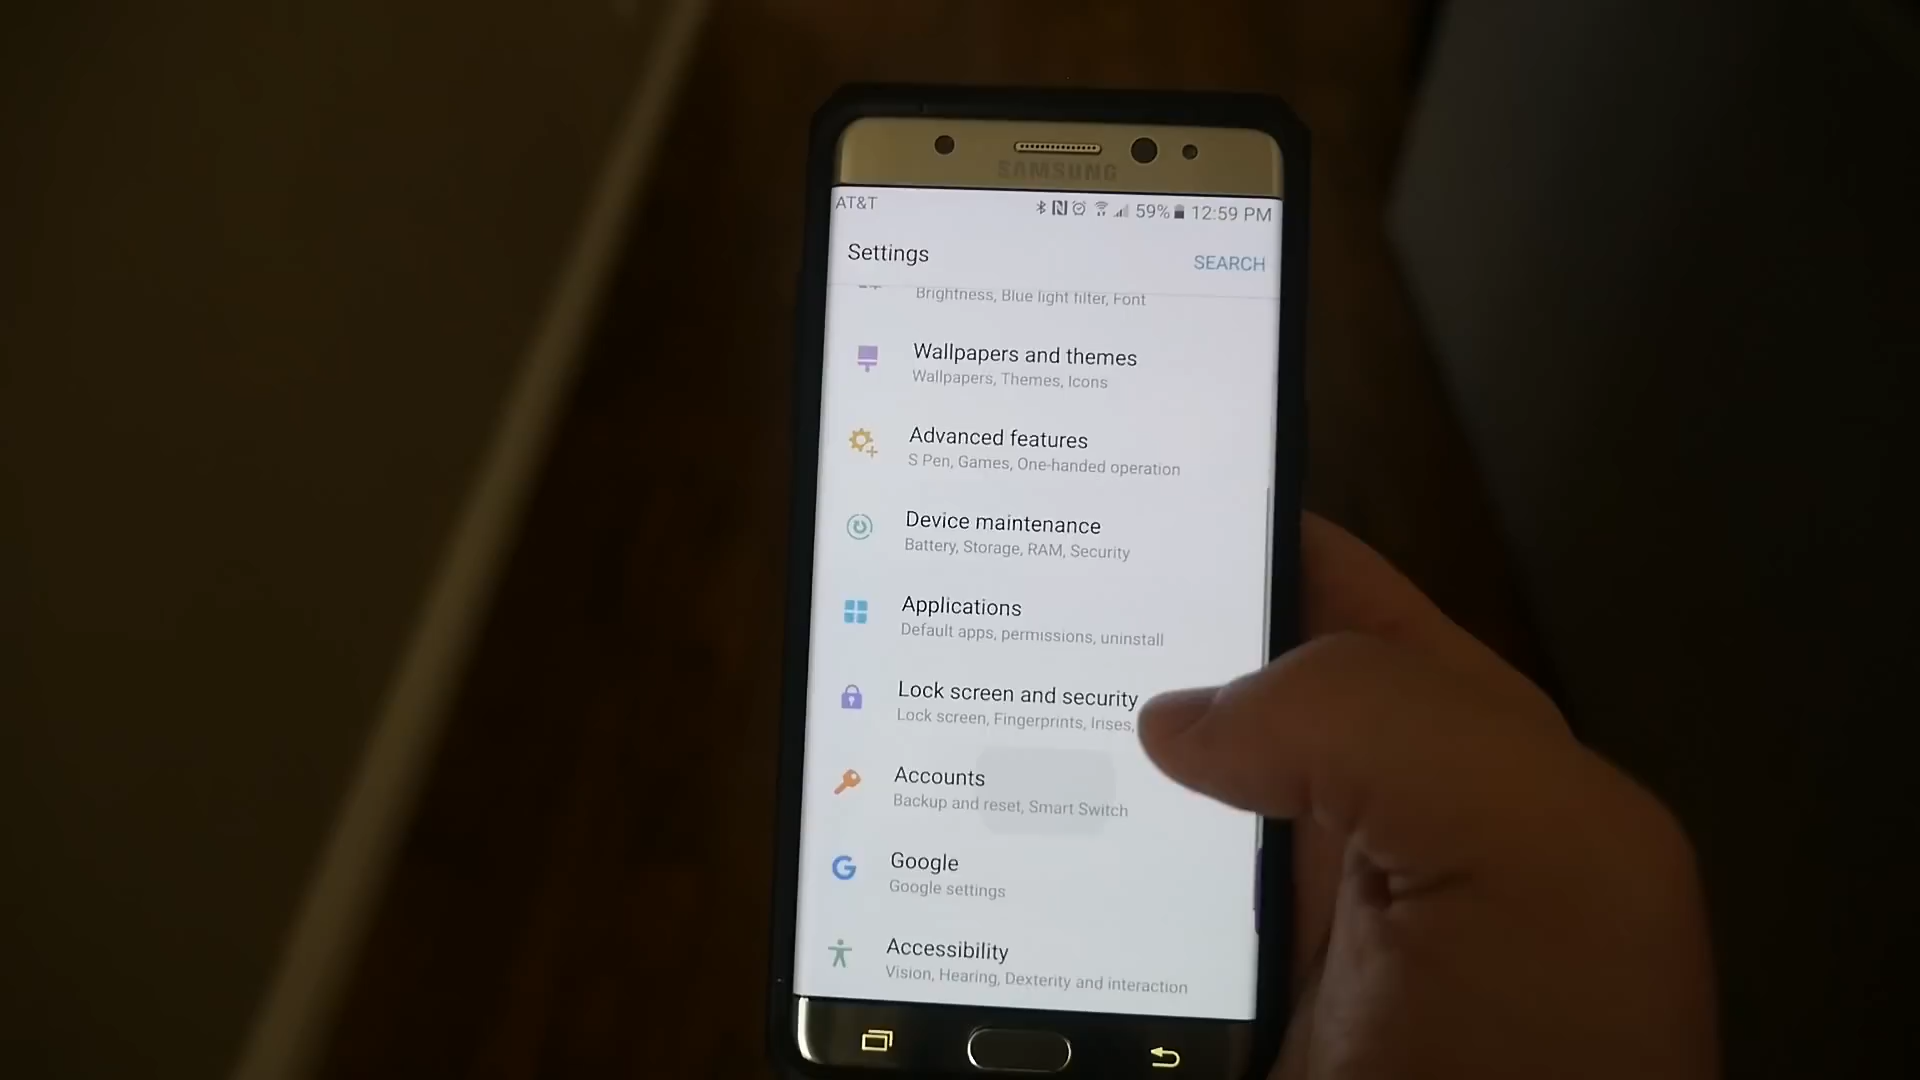 SAMSUNG
AT&T 59% 12:59 PM
Settings SEARCH
Brightness, Blue light filter, Font
Wallpapers and themes
Wallpapers, Themes, Icons
Advanced features
S Pen, Games, One-handed operation
Device maintenance
Battery, Storage, RAM, Security
Applications
Default apps, permissions, uninstall
Lock screen and security
Lock screen, Fingerprints, Irises,
Accounts
Backup and reset, Smart Switch
Google
Google settings
Accessibility
Vision, Hearing, Dexterity and interaction